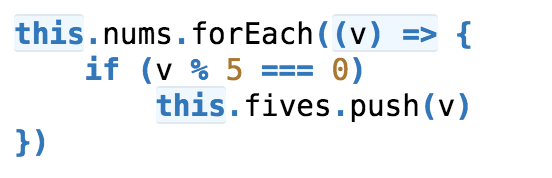 this.nums.forEach((v) => {
    if (v % 5 === 0)
        this.fives.push(v)
})